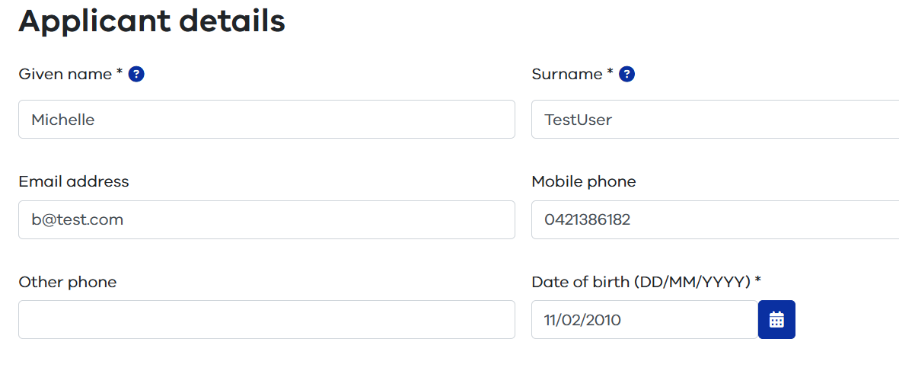 Applicant details
Given name * ?
Surname * ?
Michelle
TestUser
Email address
Mobile phone
b@test.com
0421386182
Other phone
Date of birth (DD/MM/YYYY) *
11/02/2010